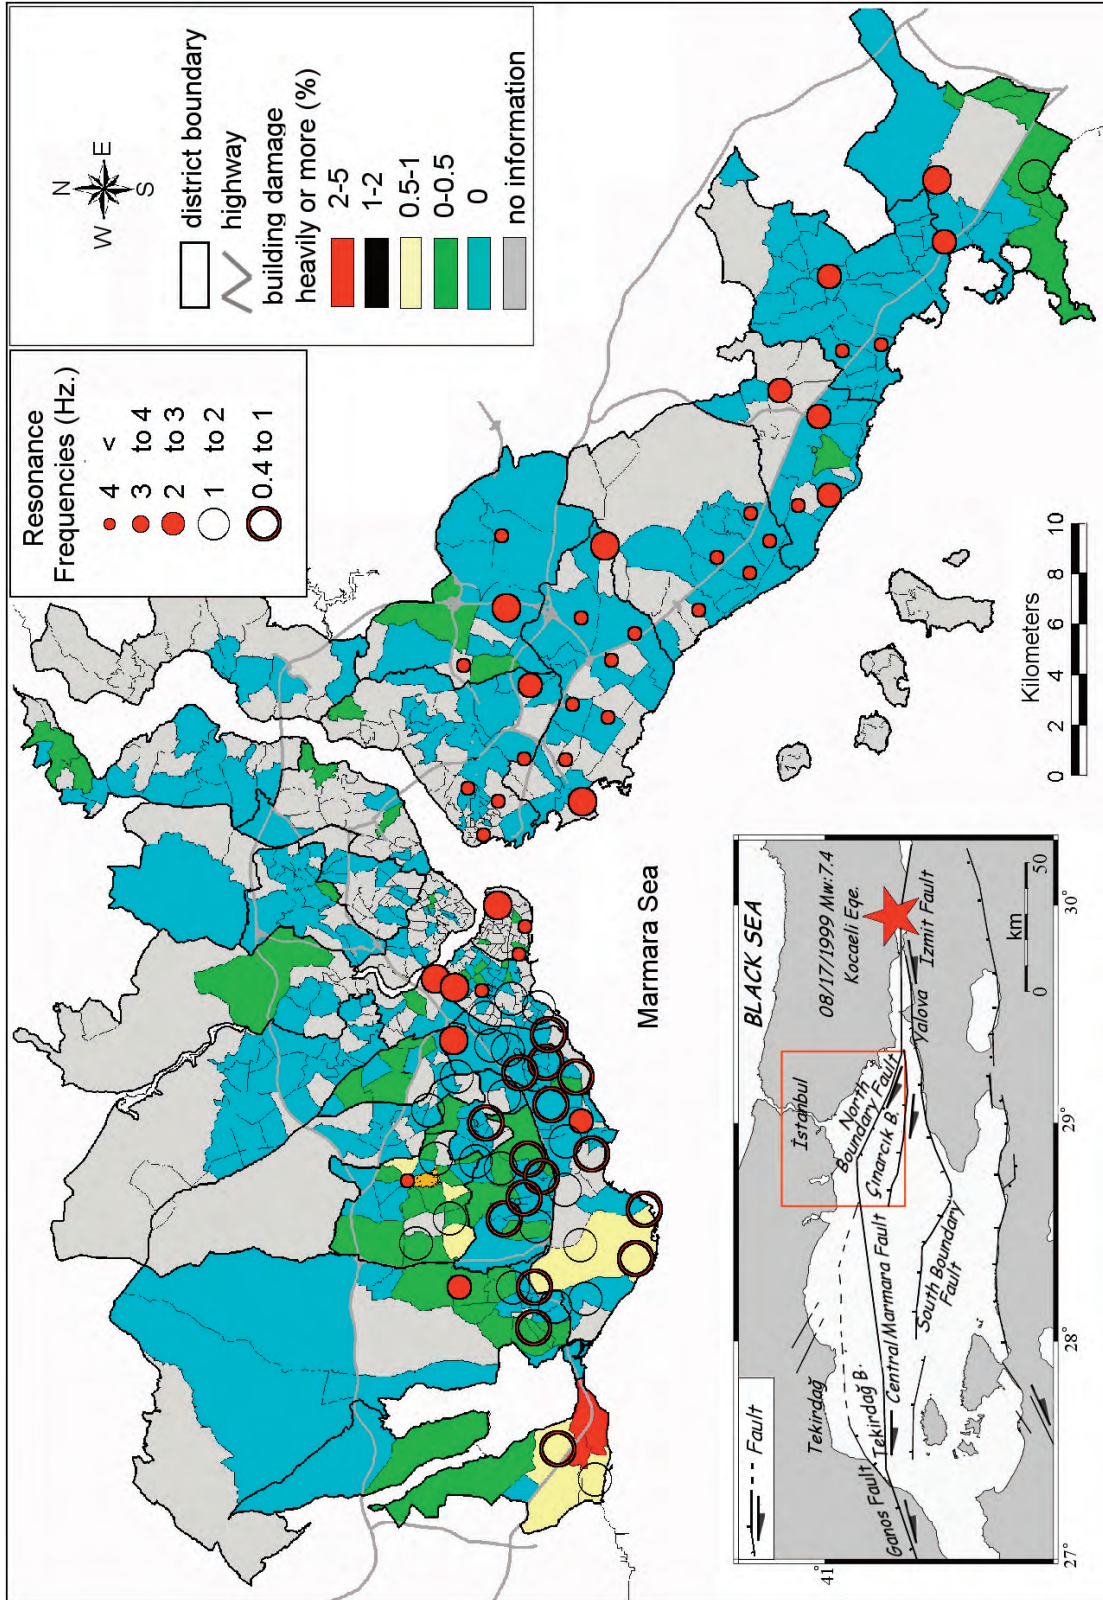 N
W E
S
district boundary
highway
building damage
heavily or more (%)
2-5
1-2
0.5-1
0-0.5
0
no information
Resonance
Frequencies (Hz.)
4 <
3 to 4
2 to 3
1 to 2
0.4 to 1
Marmara Sea
0 2 4 6 8 10
Kilometers
Fault
BLACK SEA
08/17/1999 Mw:7.4
Kocaeli Eqe.
İstanbul
Tekirdağ
41°
North
Boundary Fault
Yalova
İzmit Fault
Çınarcık B.
Central Marmara Fault
Tekirdağ B.
Ganos Fault
South Boundary
Fault
0 50
km
27° 28° 29° 30°